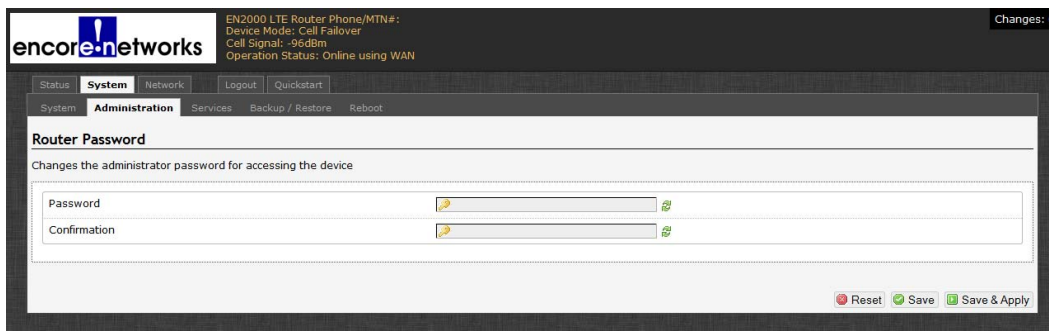 encore!networks
EN2000 LTE Router Phone/MTN#:
Device Mode: Cell Failover
Cell Signal: -96dBm
Operation Status: Online using WAN
Changes:
Status System Network Logout Quickstart
System Administration Services Backup / Restore Reboot
Router Password
Changes the administrator password for accessing the device
Password
Confirmation
Reset Save Save & Apply